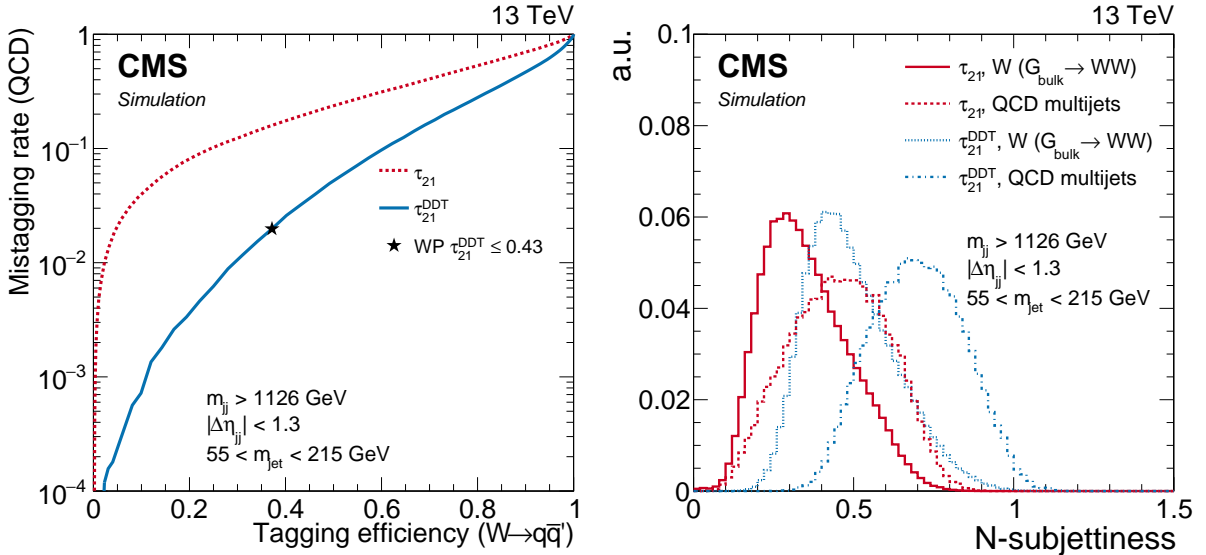 13 TeV
Mistagging rate (QCD)
1
10⁻¹
10⁻²
10⁻³
10⁻⁴
CMS
Simulation
τ₂₁
τ₂₁^DDT
★ WP τ₂₁^DDT ≤ 0.43
m_jj > 1126 GeV
|Δη_jj| < 1.3
55 < m_jet < 215 GeV
0 0.2 0.4 0.6 0.8 1
Tagging efficiency (W→qq̅')
13 TeV
a.u.
0.1
0.08
0.06
0.04
0.02
0
CMS
Simulation
τ₂₁, W (G_bulk → WW)
τ₂₁, QCD multijets
τ₂₁^DDT, W (G_bulk → WW)
τ₂₁^DDT, QCD multijets
m_jj > 1126 GeV
|Δη_jj| < 1.3
55 < m_jet < 215 GeV
0 0.5 1 1.5
N-subjettiness